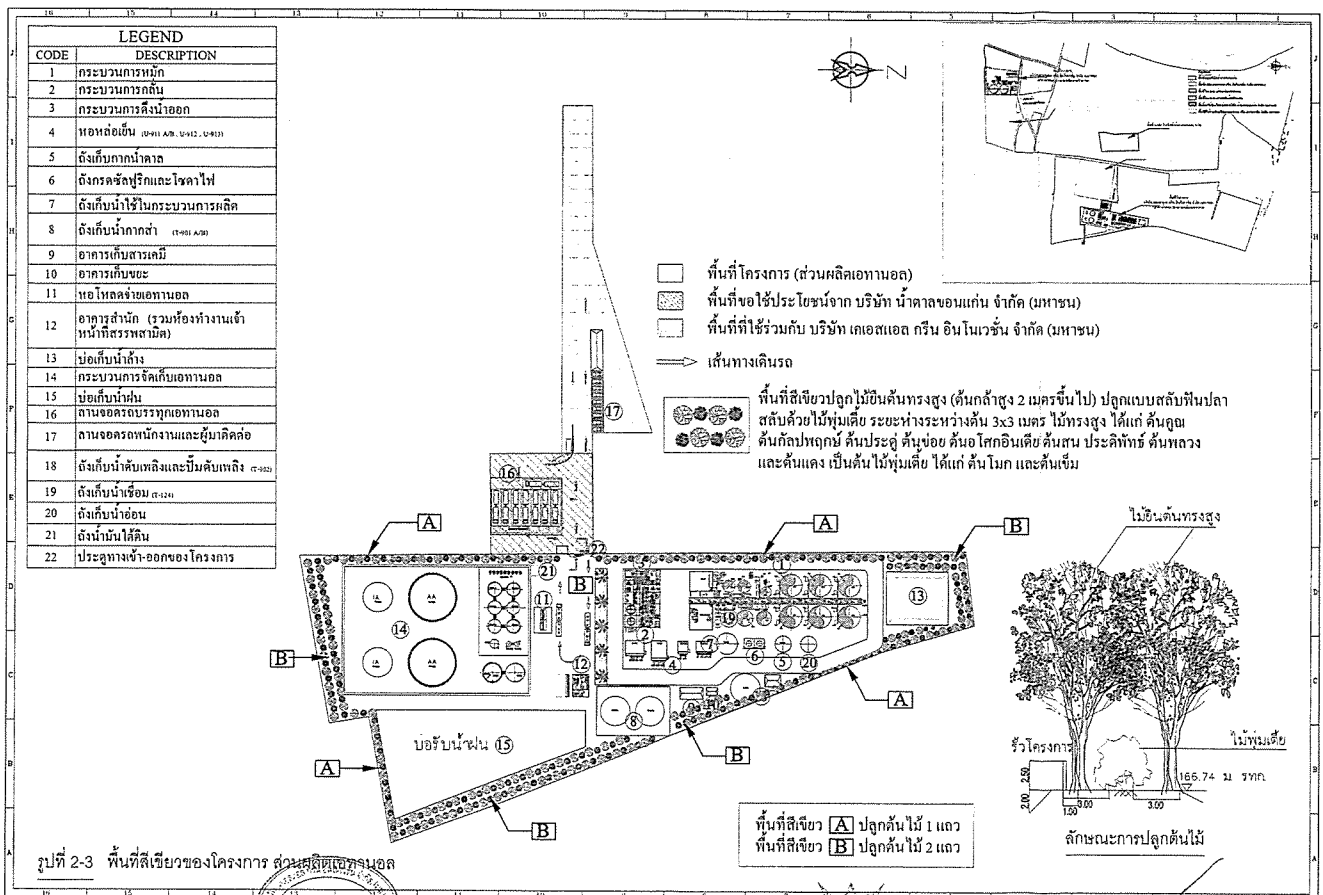 LEGEND
CODE DESCRIPTION
1 กระบวนการหมัก
2 กระบวนการกลั่น
3 กระบวนการดึงน้ำออก
4 หอหล่อเย็น (U-911 A/B, U-912, U-913)
5 ถังเก็บกากน้ำตาล
6 ถังกรดซัลฟูริกและโซดาไฟ
7 ถังเก็บน้ำใช้ในกระบวนการผลิต
8 ถังเก็บน้ำกากส่า (T-901 A/B)
9 อาคารเก็บสารเคมี
10 อาคารเก็บขยะ
11 หอโหลดจ่ายเอทานอล
12 อาคารสำนัก (รวมห้องทำงานเจ้า
หน้าที่สรรพสามิต)
13 บ่อเก็บน้ำล้าง
14 กระบวนการจัดเก็บเอทานอล
15 บ่อเก็บน้ำฝน
16 ลานจอดรถบรรทุกเอทานอล
17 ลานจอดรถพนักงานและผู้มาติดต่อ
18 ถังเก็บน้ำดับเพลิงและปั๊มดับเพลิง (T-902)
19 ถังเก็บน้ำเชื่อม (T-124)
20 ถังเก็บน้ำอ่อน
21 ถังน้ำมันใต้ดิน
22 ประตูทางเข้า-ออกของโครงการ
N
พื้นที่โครงการ (ส่วนผลิตเอทานอล)
พื้นที่ขอใช้ประโยชน์จาก บริษัท น้ำตาลขอนแก่น จำกัด (มหาชน)
พื้นที่ที่ใช้ร่วมกับ บริษัท เคเอสแอล กรีน อินโนเวชั่น จำกัด (มหาชน)
เส้นทางเดินรถ
พื้นที่สีเขียวปลูกไม้ยืนต้นทรงสูง (ต้นกล้าสูง 2 เมตรขึ้นไป) ปลูกแบบสลับฟันปลา
สลับด้วยไม้พุ่มเตี้ย ระยะห่างระหว่างต้น 3x3 เมตร ไม้ทรงสูง ได้แก่ ต้นคูณ
ต้นกัลปพฤกษ์ ต้นประดู่ ต้นข่อย ต้นอโศกอินเดีย ต้นสน ประดิพัทธ์ ต้นพลวง
และต้นแดง เป็นต้น ไม้พุ่มเตี้ย ได้แก่ ต้นโมก และต้นเข็ม
17
16
A
A
B
22
21
B
3
1
13
11
14
2
19
7
B
12
4
6
5
20
A
8
9
10
บ่อรับน้ำฝน 15
A
B
B
ไม้ยืนต้นทรงสูง
รั้วโครงการ
ไม้พุ่มเตี้ย
2.50
2.00
166.74 ม รทก.
1.50
3.00
3.00
ลักษณะการปลูกต้นไม้
พื้นที่สีเขียว A ปลูกต้นไม้ 1 แถว
พื้นที่สีเขียว B ปลูกต้นไม้ 2 แถว
รูปที่ 2-3 พื้นที่สีเขียวของโครงการ ส่วนผลิตเอทานอล